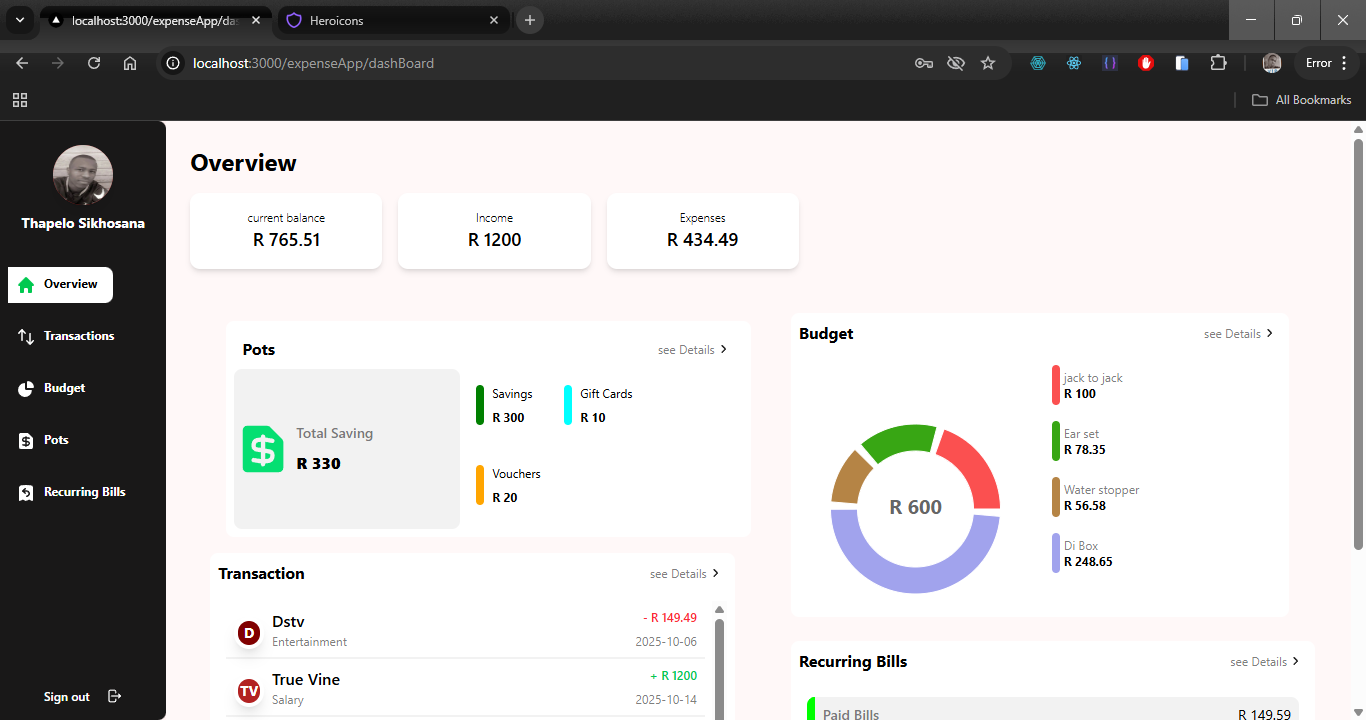 localhost:3000/expenseApp/da
Heroicons
localhost:3000/expenseApp/dashBoard
Error
All Bookmarks
Thapelo Sikhosana
Overview
Transactions
Budget
Pots
Recurring Bills
Sign out
Overview
current balance
R 765.51
Income
R 1200
Expenses
R 434.49
Pots
see Details
Total Saving
R 330
Savings
R 300
Gift Cards
R 10
Vouchers
R 20
Budget
see Details
R 600
jack to jack
R 100
Ear set
R 78.35
Water stopper
R 56.58
Di Box
R 248.65
Transaction
see Details
D
Dstv
Entertainment
- R 149.49
2025-10-06
TV
True Vine
Salary
+ R 1200
2025-10-14
Recurring Bills
see Details
Paid Bills
R 149.59